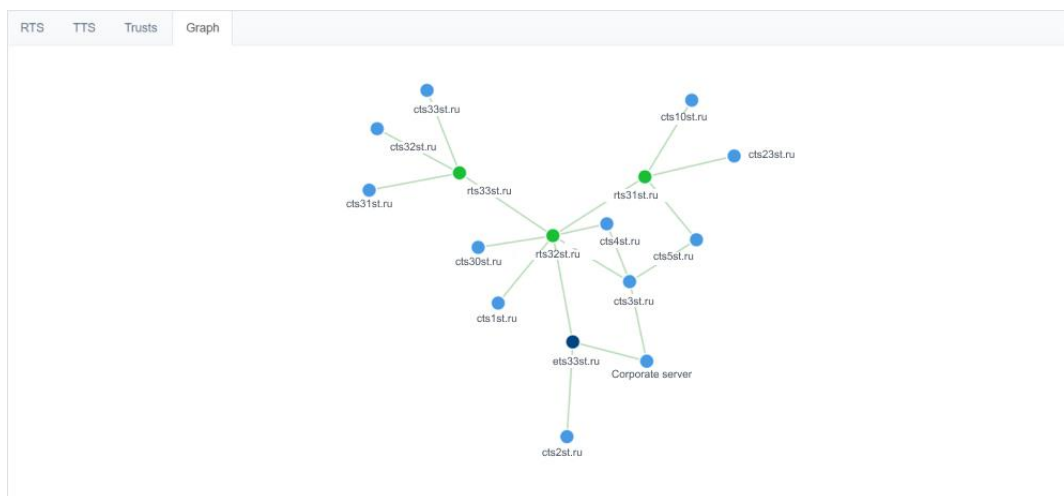 RTS TTS Trusts Graph
cts33st.ru
cts10st.ru
cts32st.ru
cts23st.ru
rts33st.ru
rts31st.ru
cts31st.ru
cts4st.ru
rts32st.ru
cts5st.ru
cts30st.ru
cts3st.ru
cts1st.ru
ets33st.ru
Corporate server
cts2st.ru